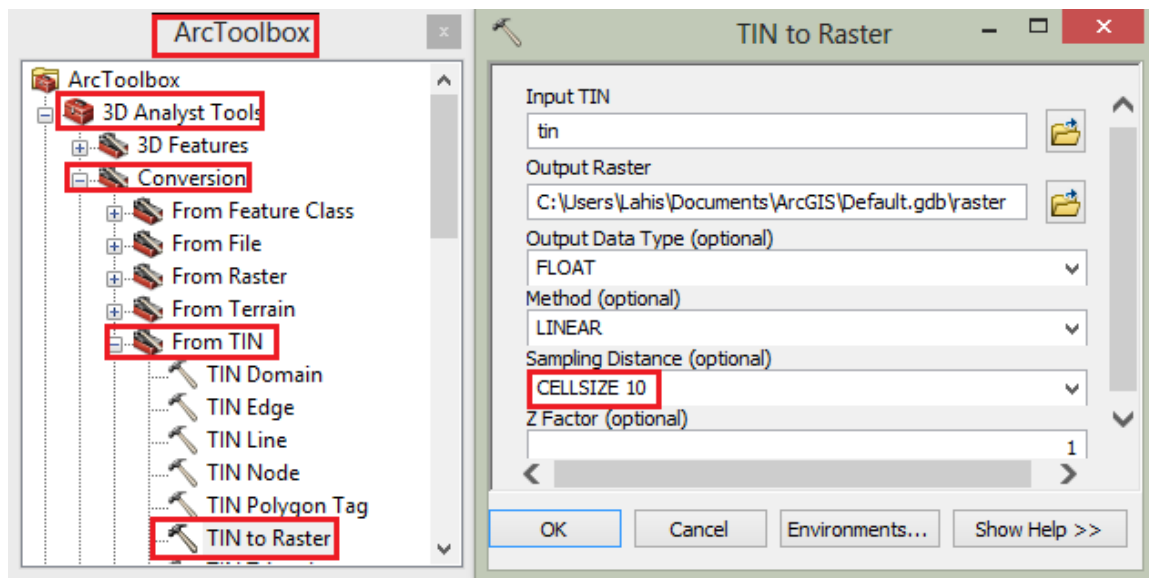 ArcToolbox
x
ArcToolbox
3D Analyst Tools
3D Features
Conversion
From Feature Class
From File
From Raster
From Terrain
From TIN
TIN Domain
TIN Edge
TIN Line
TIN Node
TIN Polygon Tag
TIN to Raster
TIN to Raster
Input TIN
tin
Output Raster
C:\Users\Lahis\Documents\ArcGIS\Default.gdb\raster
Output Data Type (optional)
FLOAT
Method (optional)
LINEAR
Sampling Distance (optional)
CELLSIZE 10
Z Factor (optional)
1
OK
Cancel
Environments...
Show Help >>